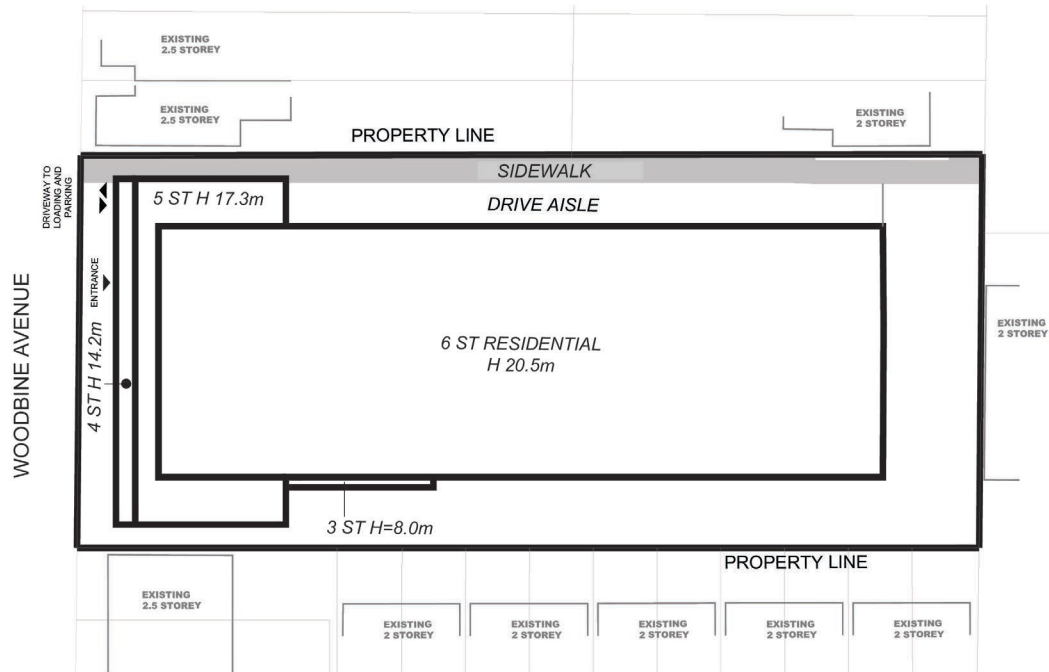 EXISTING
2.5 STOREY
EXISTING
2.5 STOREY
EXISTING
2 STOREY
PROPERTY LINE
SIDEWALK
DRIVEWAY TO
LOADING AND
PARKING
5 ST H 17.3m
DRIVE AISLE
ENTRANCE
WOODBINE AVENUE
4 ST H 14.2m
6 ST RESIDENTIAL
H 20.5m
EXISTING
2 STOREY
3 ST H=8.0m
PROPERTY LINE
EXISTING
2.5 STOREY
EXISTING
2 STOREY
EXISTING
2 STOREY
EXISTING
2 STOREY
EXISTING
2 STOREY
EXISTING
2 STOREY